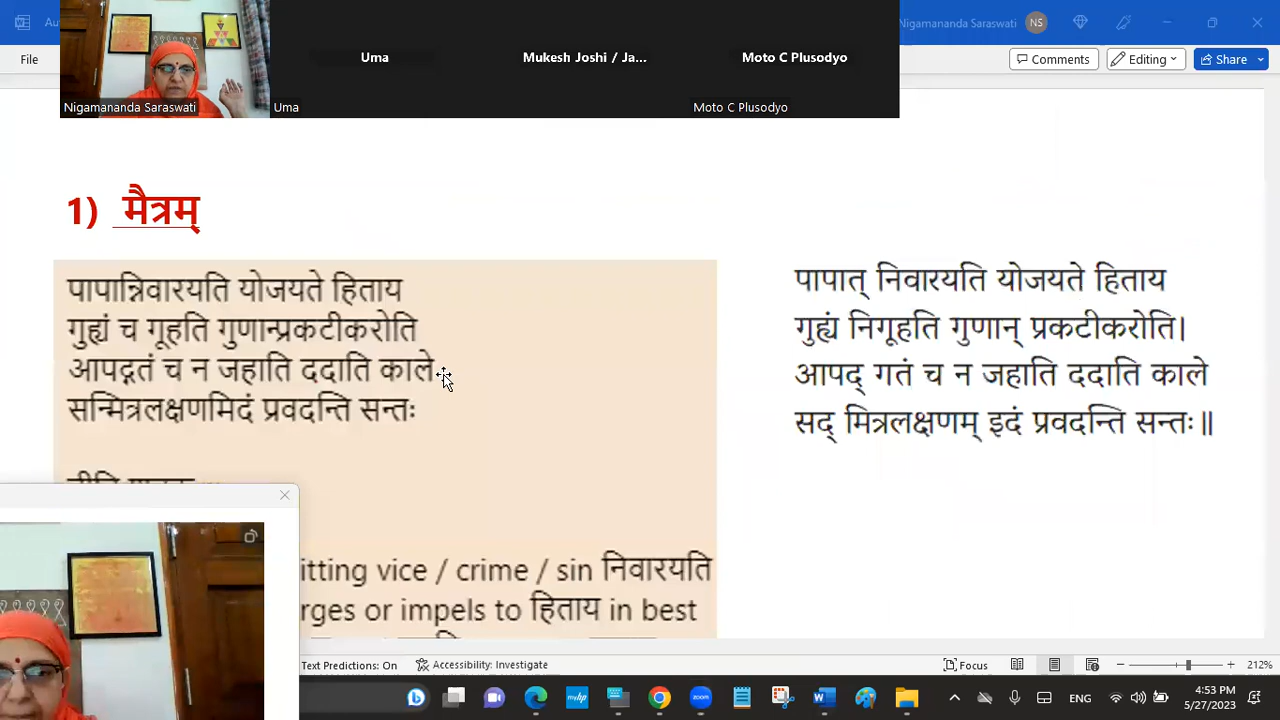 Nigamananda Saraswati
NS
File
Comments
Editing
Share
Uma
Mukesh Joshi / Ja...
Moto C Plusodyo
Nigamananda Saraswati
Uma
Moto C Plusodyo
1) मैत्रम्
पापान्निवारयति योजयते हिताय
गुह्यं च गूहति गुणान्प्रकटीकरोति
आपद्गतं च न जहाति ददाति काले
सन्मित्रलक्षणमिदं प्रवदन्ति सन्तः
पापात् निवारयति योजयते हिताय
गुह्यं निगूहति गुणान् प्रकटीकरोति।
आपद् गतं च न जहाति ददाति काले
सद् मित्रलक्षणम् इदं प्रवदन्ति सन्तः॥
itting vice / crime / sin निवारयति
rges or impels to हिताय in best
Text Predictions: On
Accessibility: Investigate
Focus
212%
hp
zoom
ENG
4:53 PM
5/27/2023